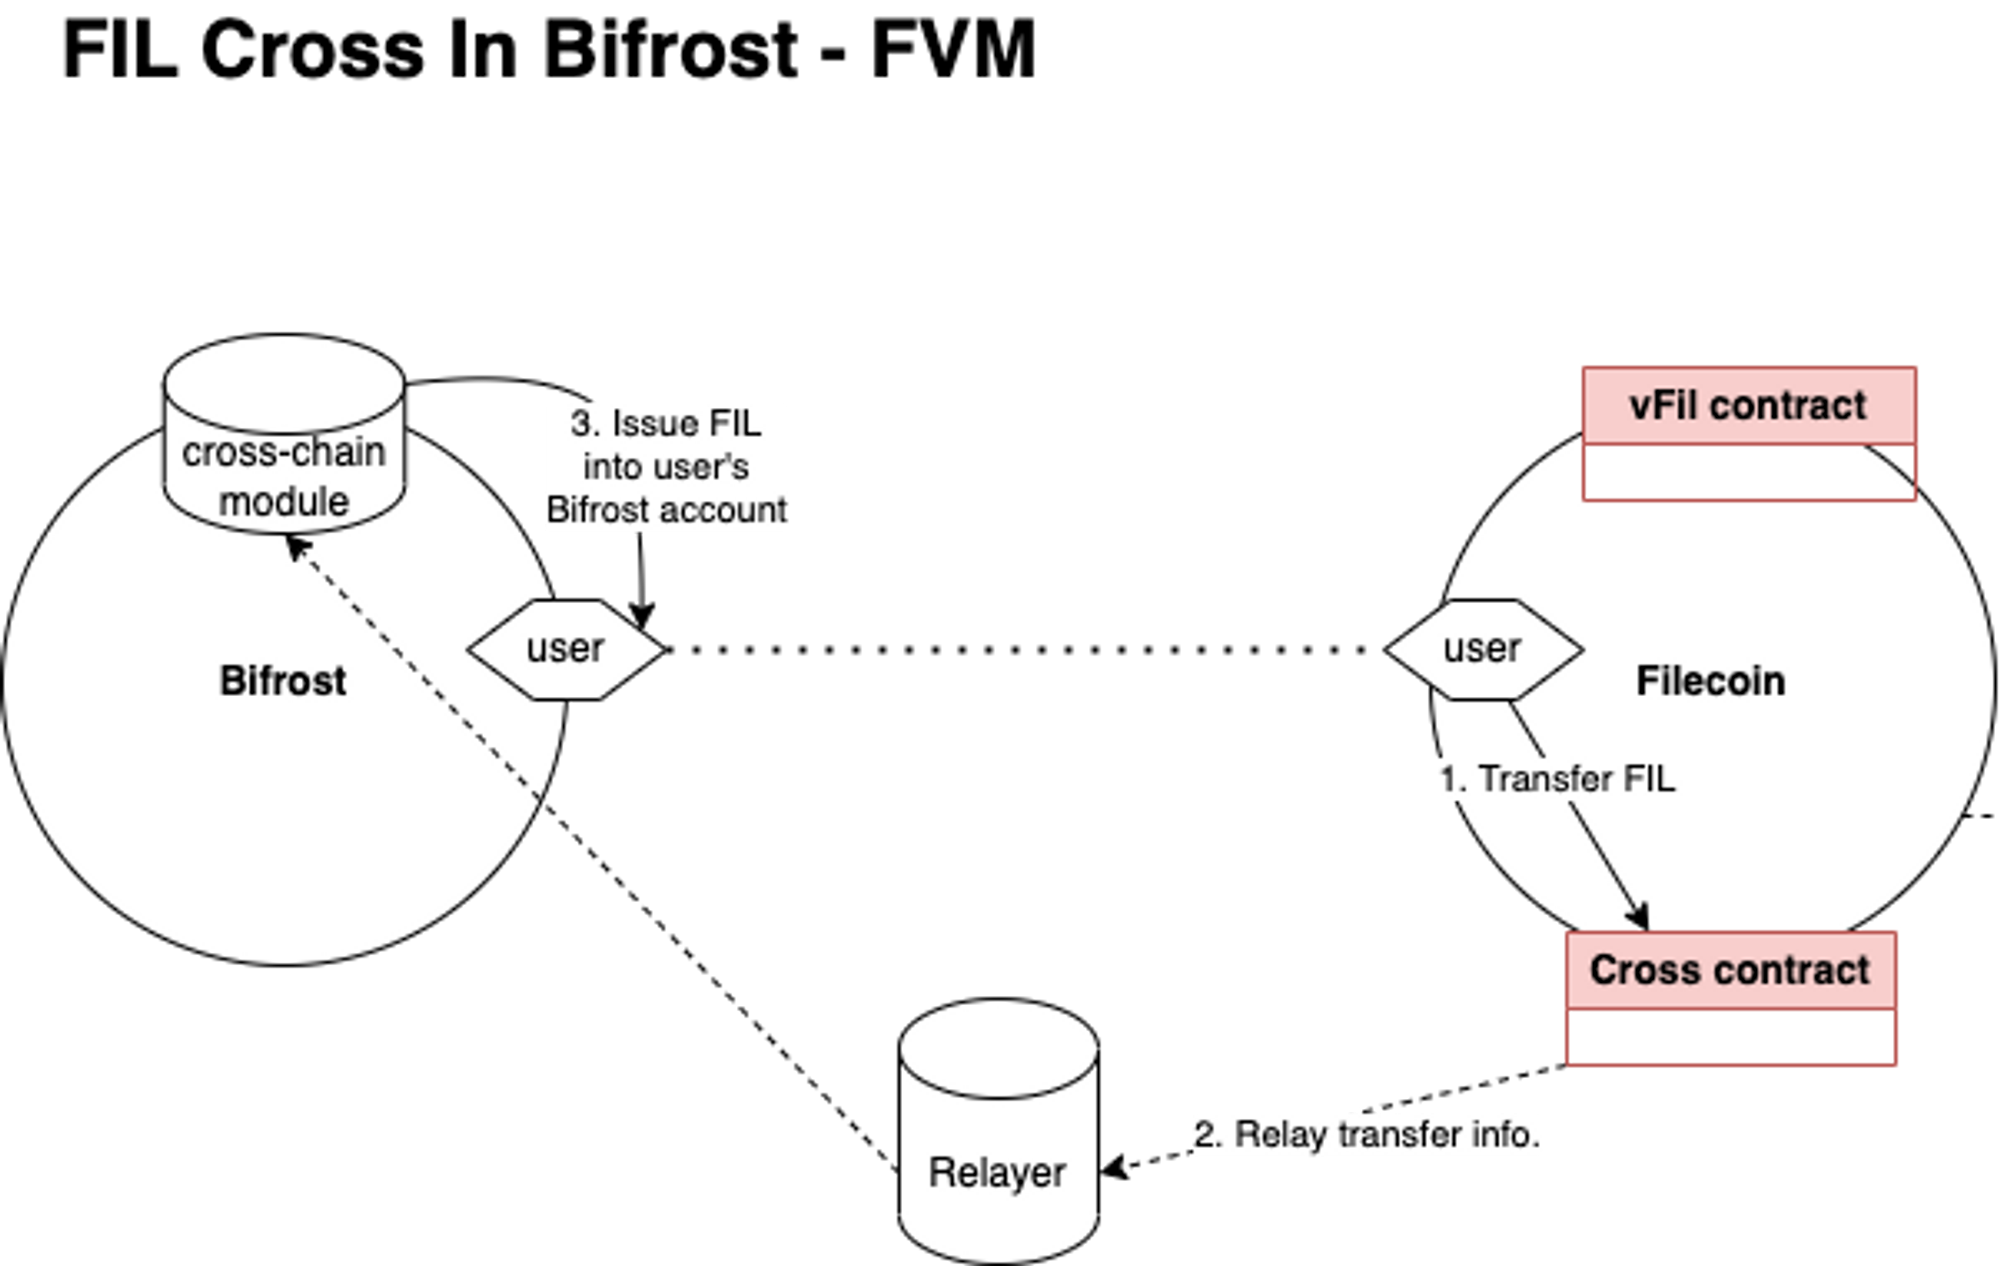 FIL Cross In Bifrost - FVM
cross-chain
module
3. Issue FIL
into user's
Bifrost account
vFil contract
user
user
Bifrost
Filecoin
1. Transfer FIL
Cross contract
2. Relay transfer info.
Relayer